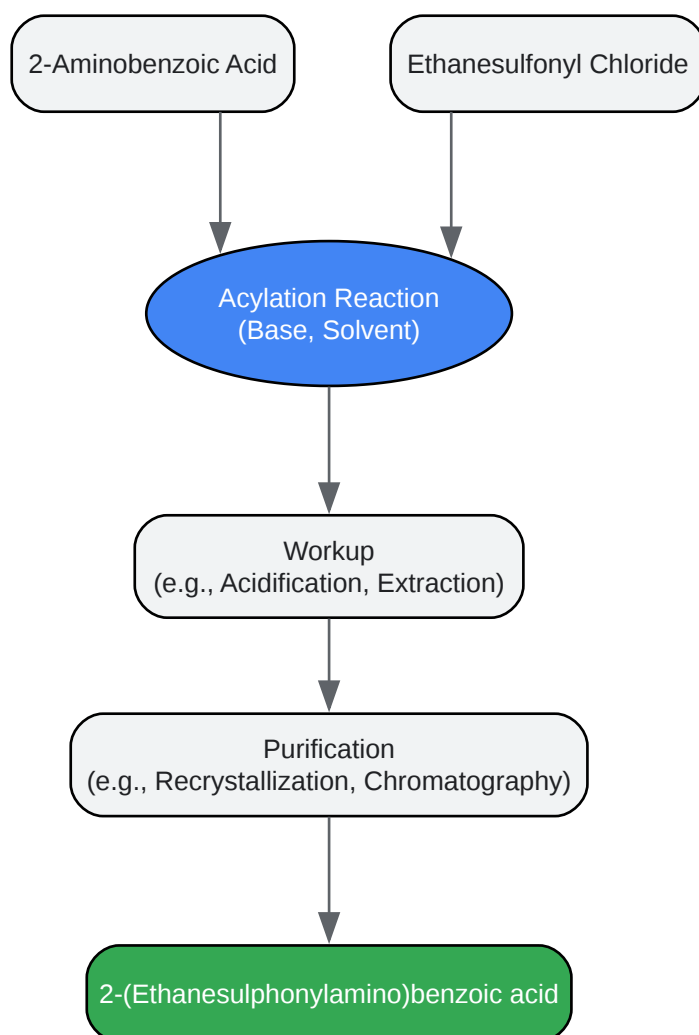 2-Aminobenzoic Acid
Ethanesulfonyl Chloride
Acylation Reaction
(Base, Solvent)
Workup
(e.g., Acidification, Extraction)
Purification
(e.g., Recrystallization, Chromatography)
2-(Ethanesulphonylamino)benzoic acid